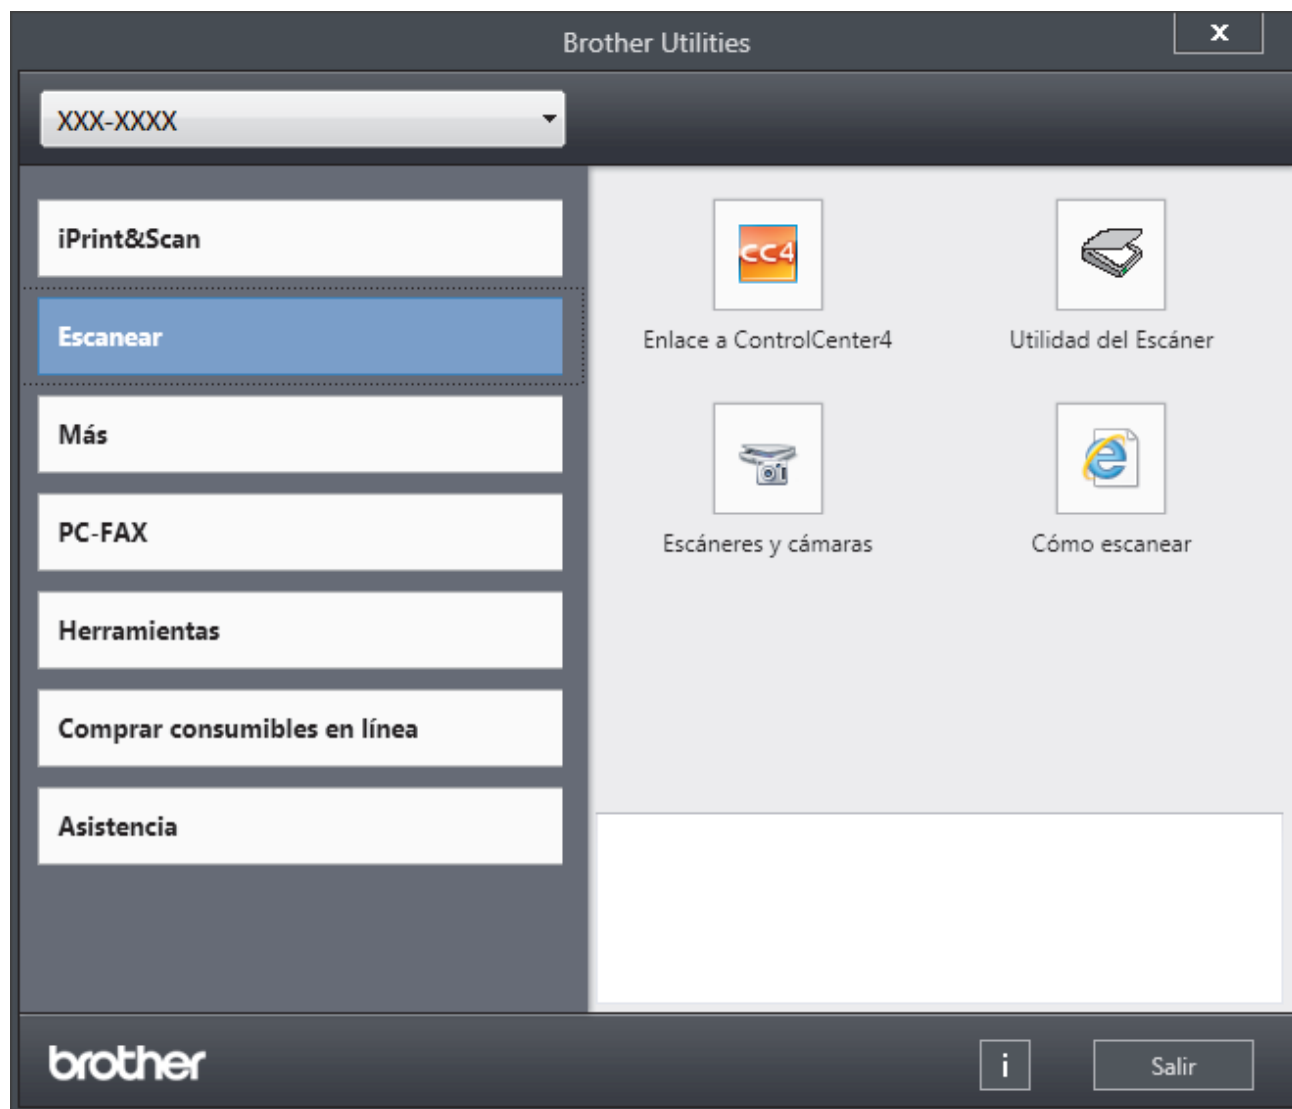 Brother Utilities
x
XXX-XXXX
iPrint&Scan
Escanear
Más
PC-FAX
Herramientas
Comprar consumibles en línea
Asistencia
CC4
Enlace a ControlCenter4
Utilidad del Escáner
Escáneres y cámaras
Cómo escanear
brother
i
Salir